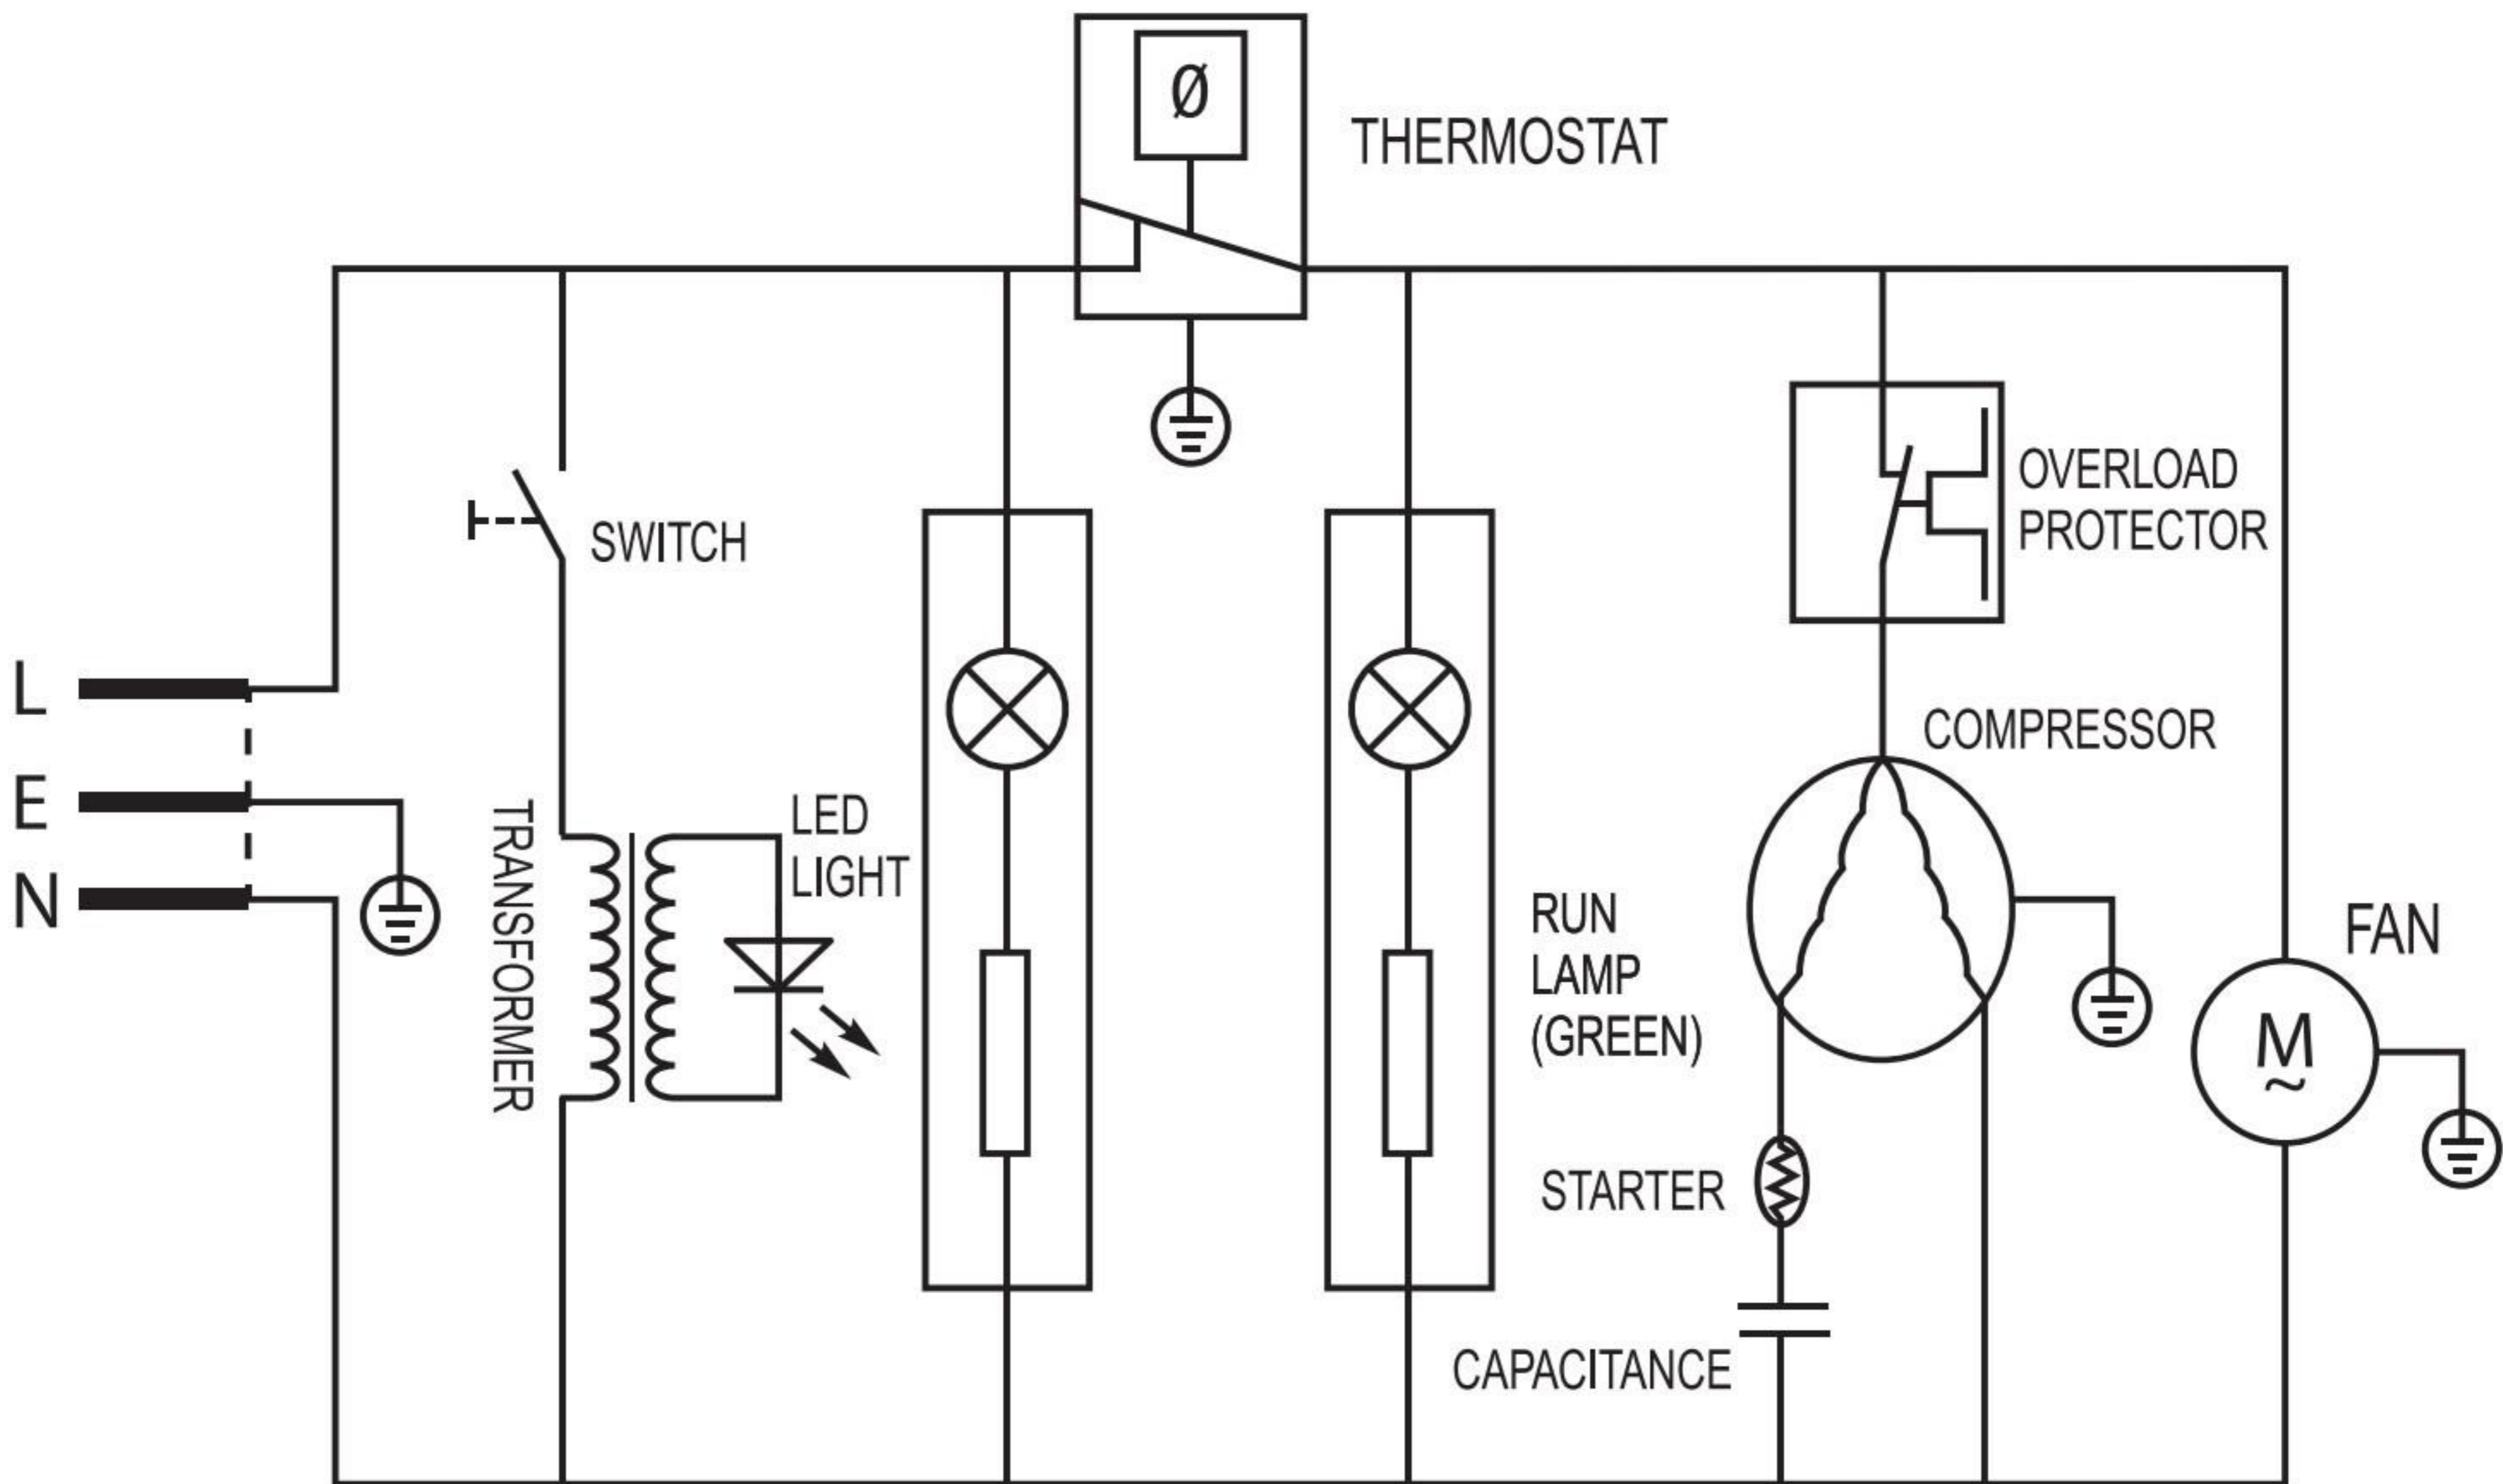 Ø
THERMOSTAT
OVERLOAD
PROTECTOR
SWITCH
L
E
N
TRANSFORMER
LED
LIGHT
COMPRESSOR
RUN
LAMP
(GREEN)
FAN
M
~
STARTER
CAPACITANCE